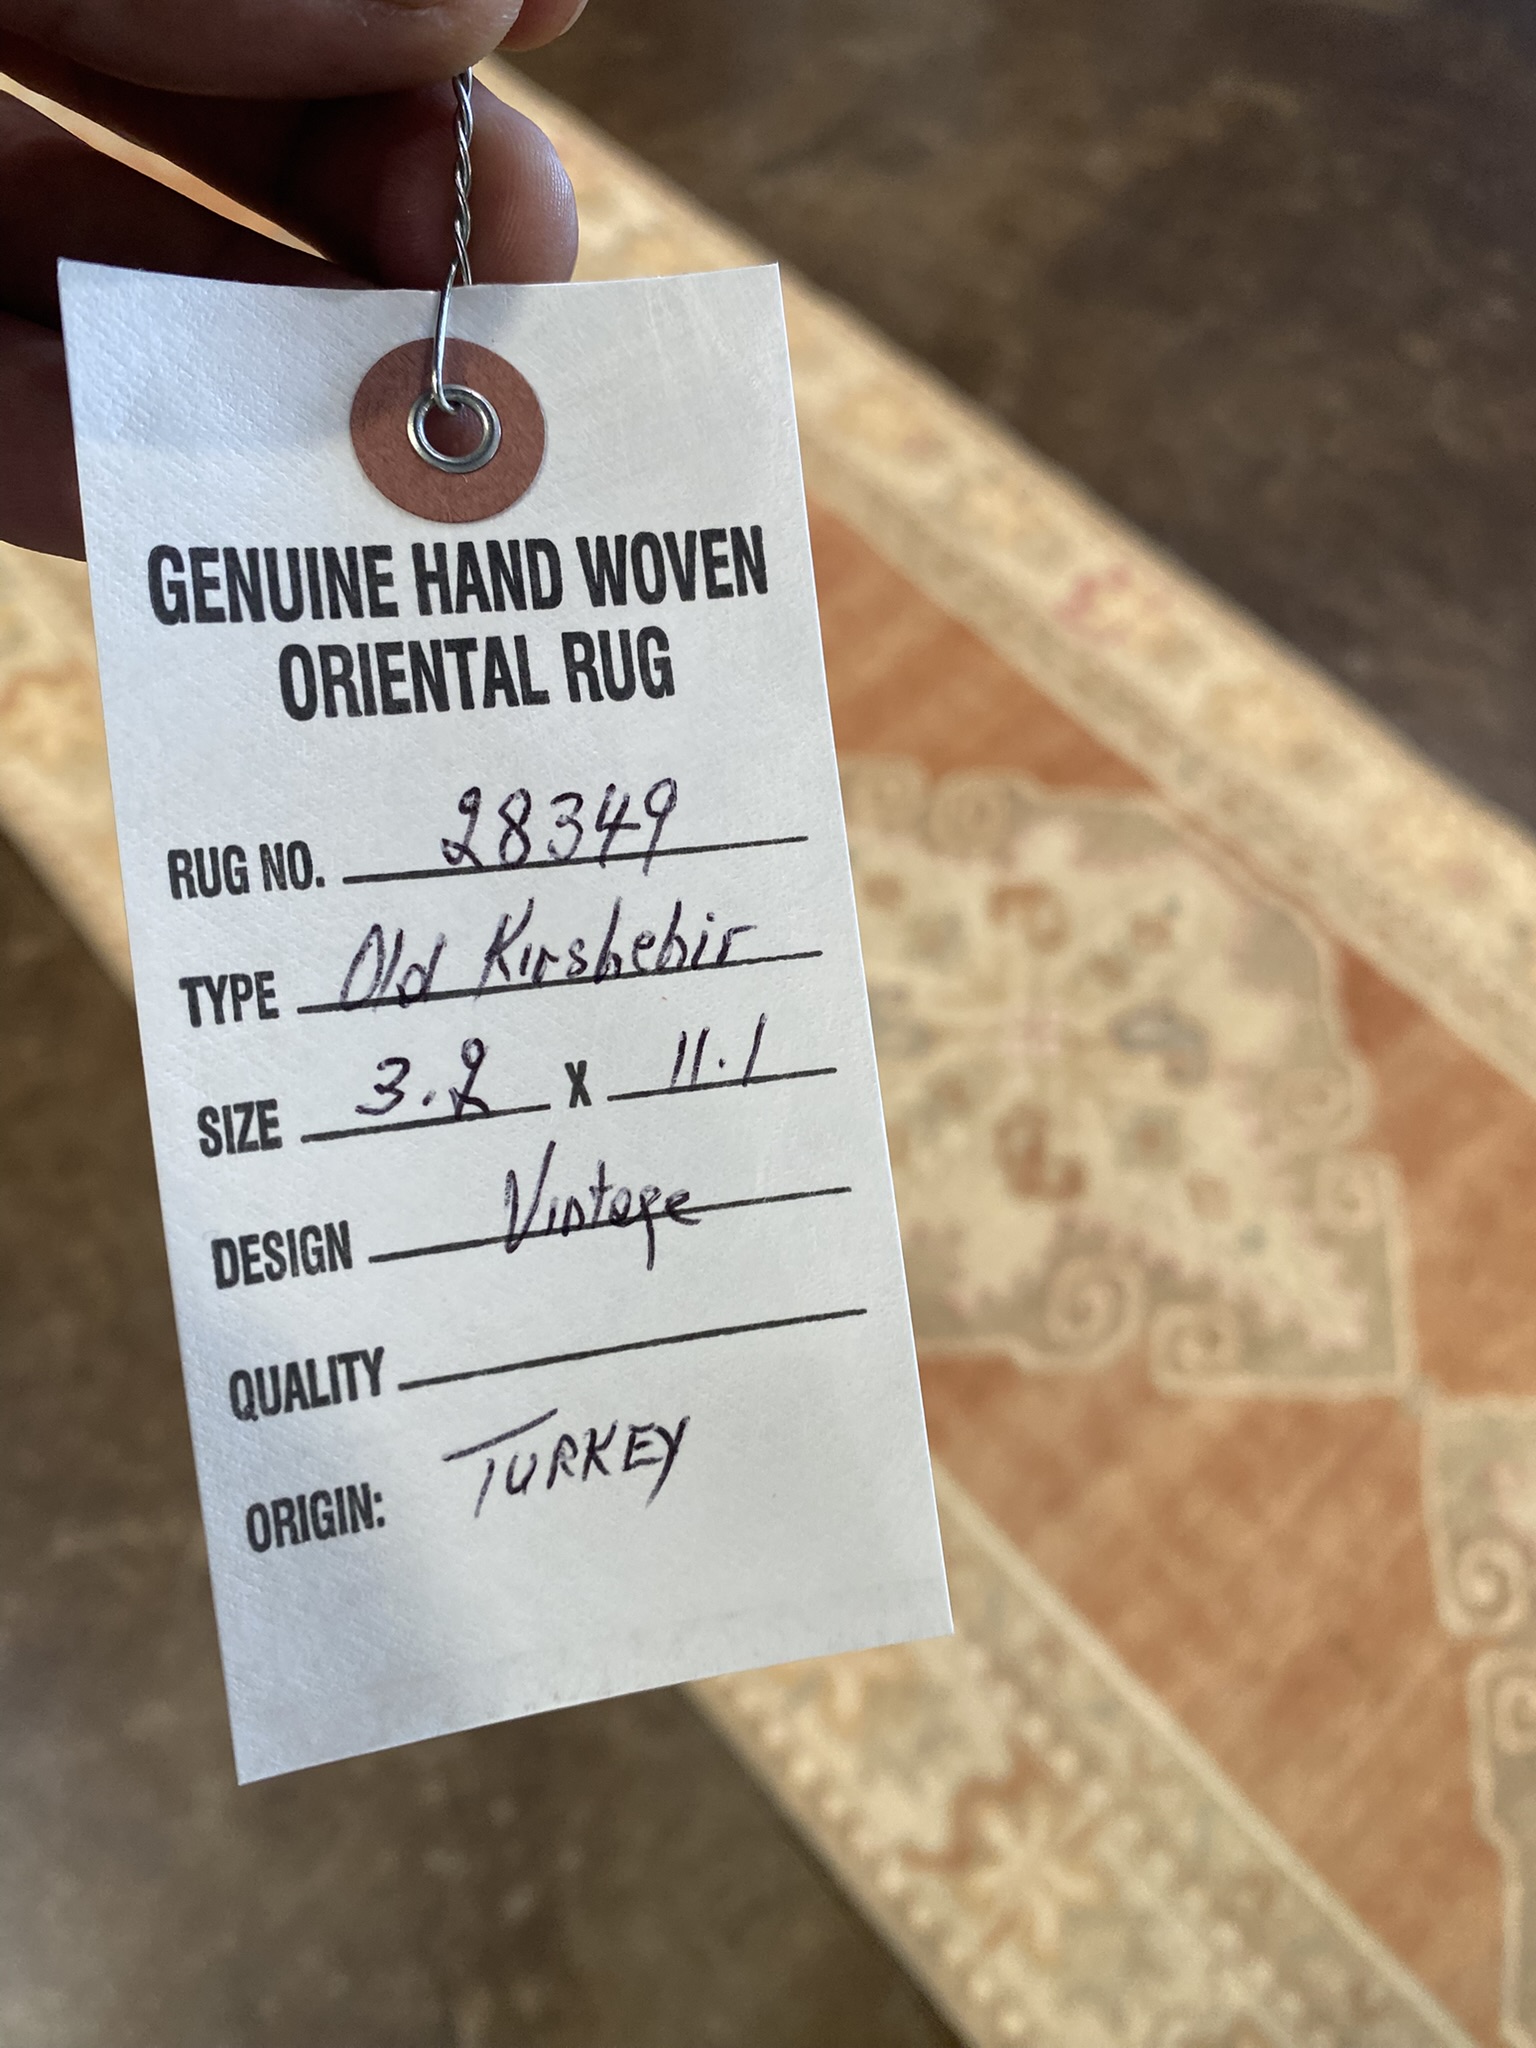 GENUINE HAND WOVEN
ORIENTAL RUG
RUG NO. 28349
TYPE Old Kirshehir
SIZE 3.2 X 11.1
DESIGN Vintage
QUALITY
ORIGIN: TURKEY